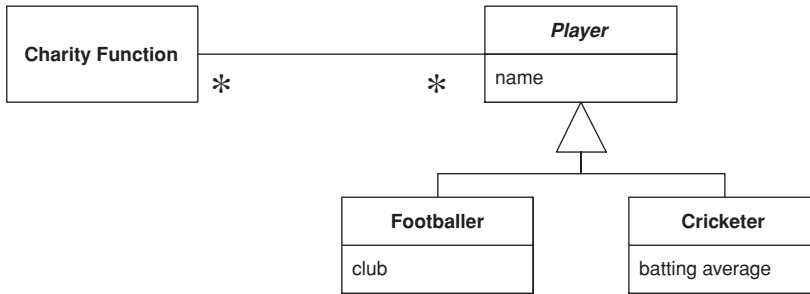 Charity Function
Player
name
*
*
Footballer
Cricketer
club
batting average